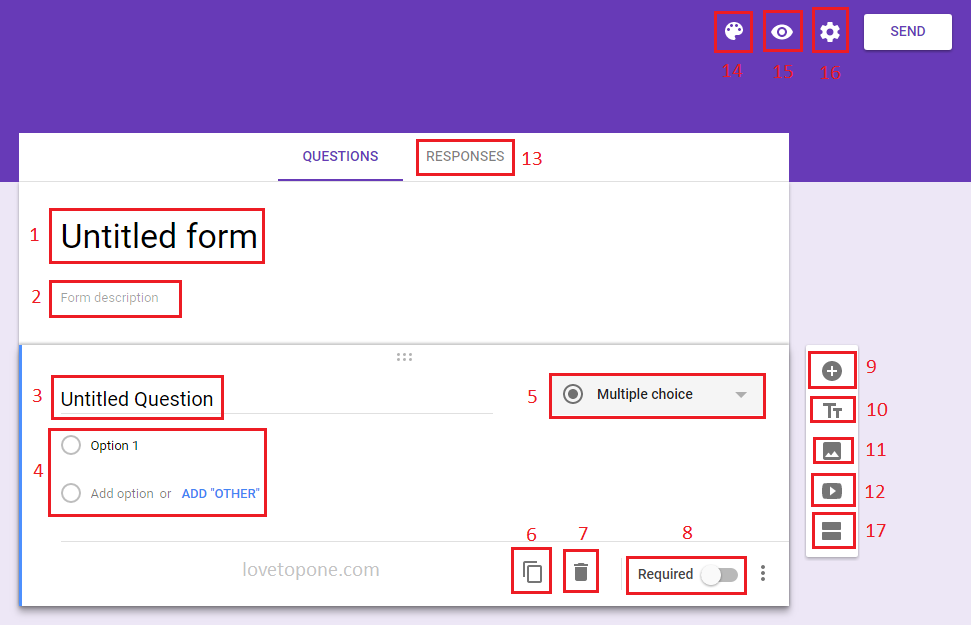 SEND
14 15 16
QUESTIONS RESPONSES 13
1 Untitled form
2 Form description
3 Untitled Question
5 Multiple choice
9
4 Option 1
Add option or ADD "OTHER"
Tт 10
11
12
17
6 7 8
lovetopone.com
Required